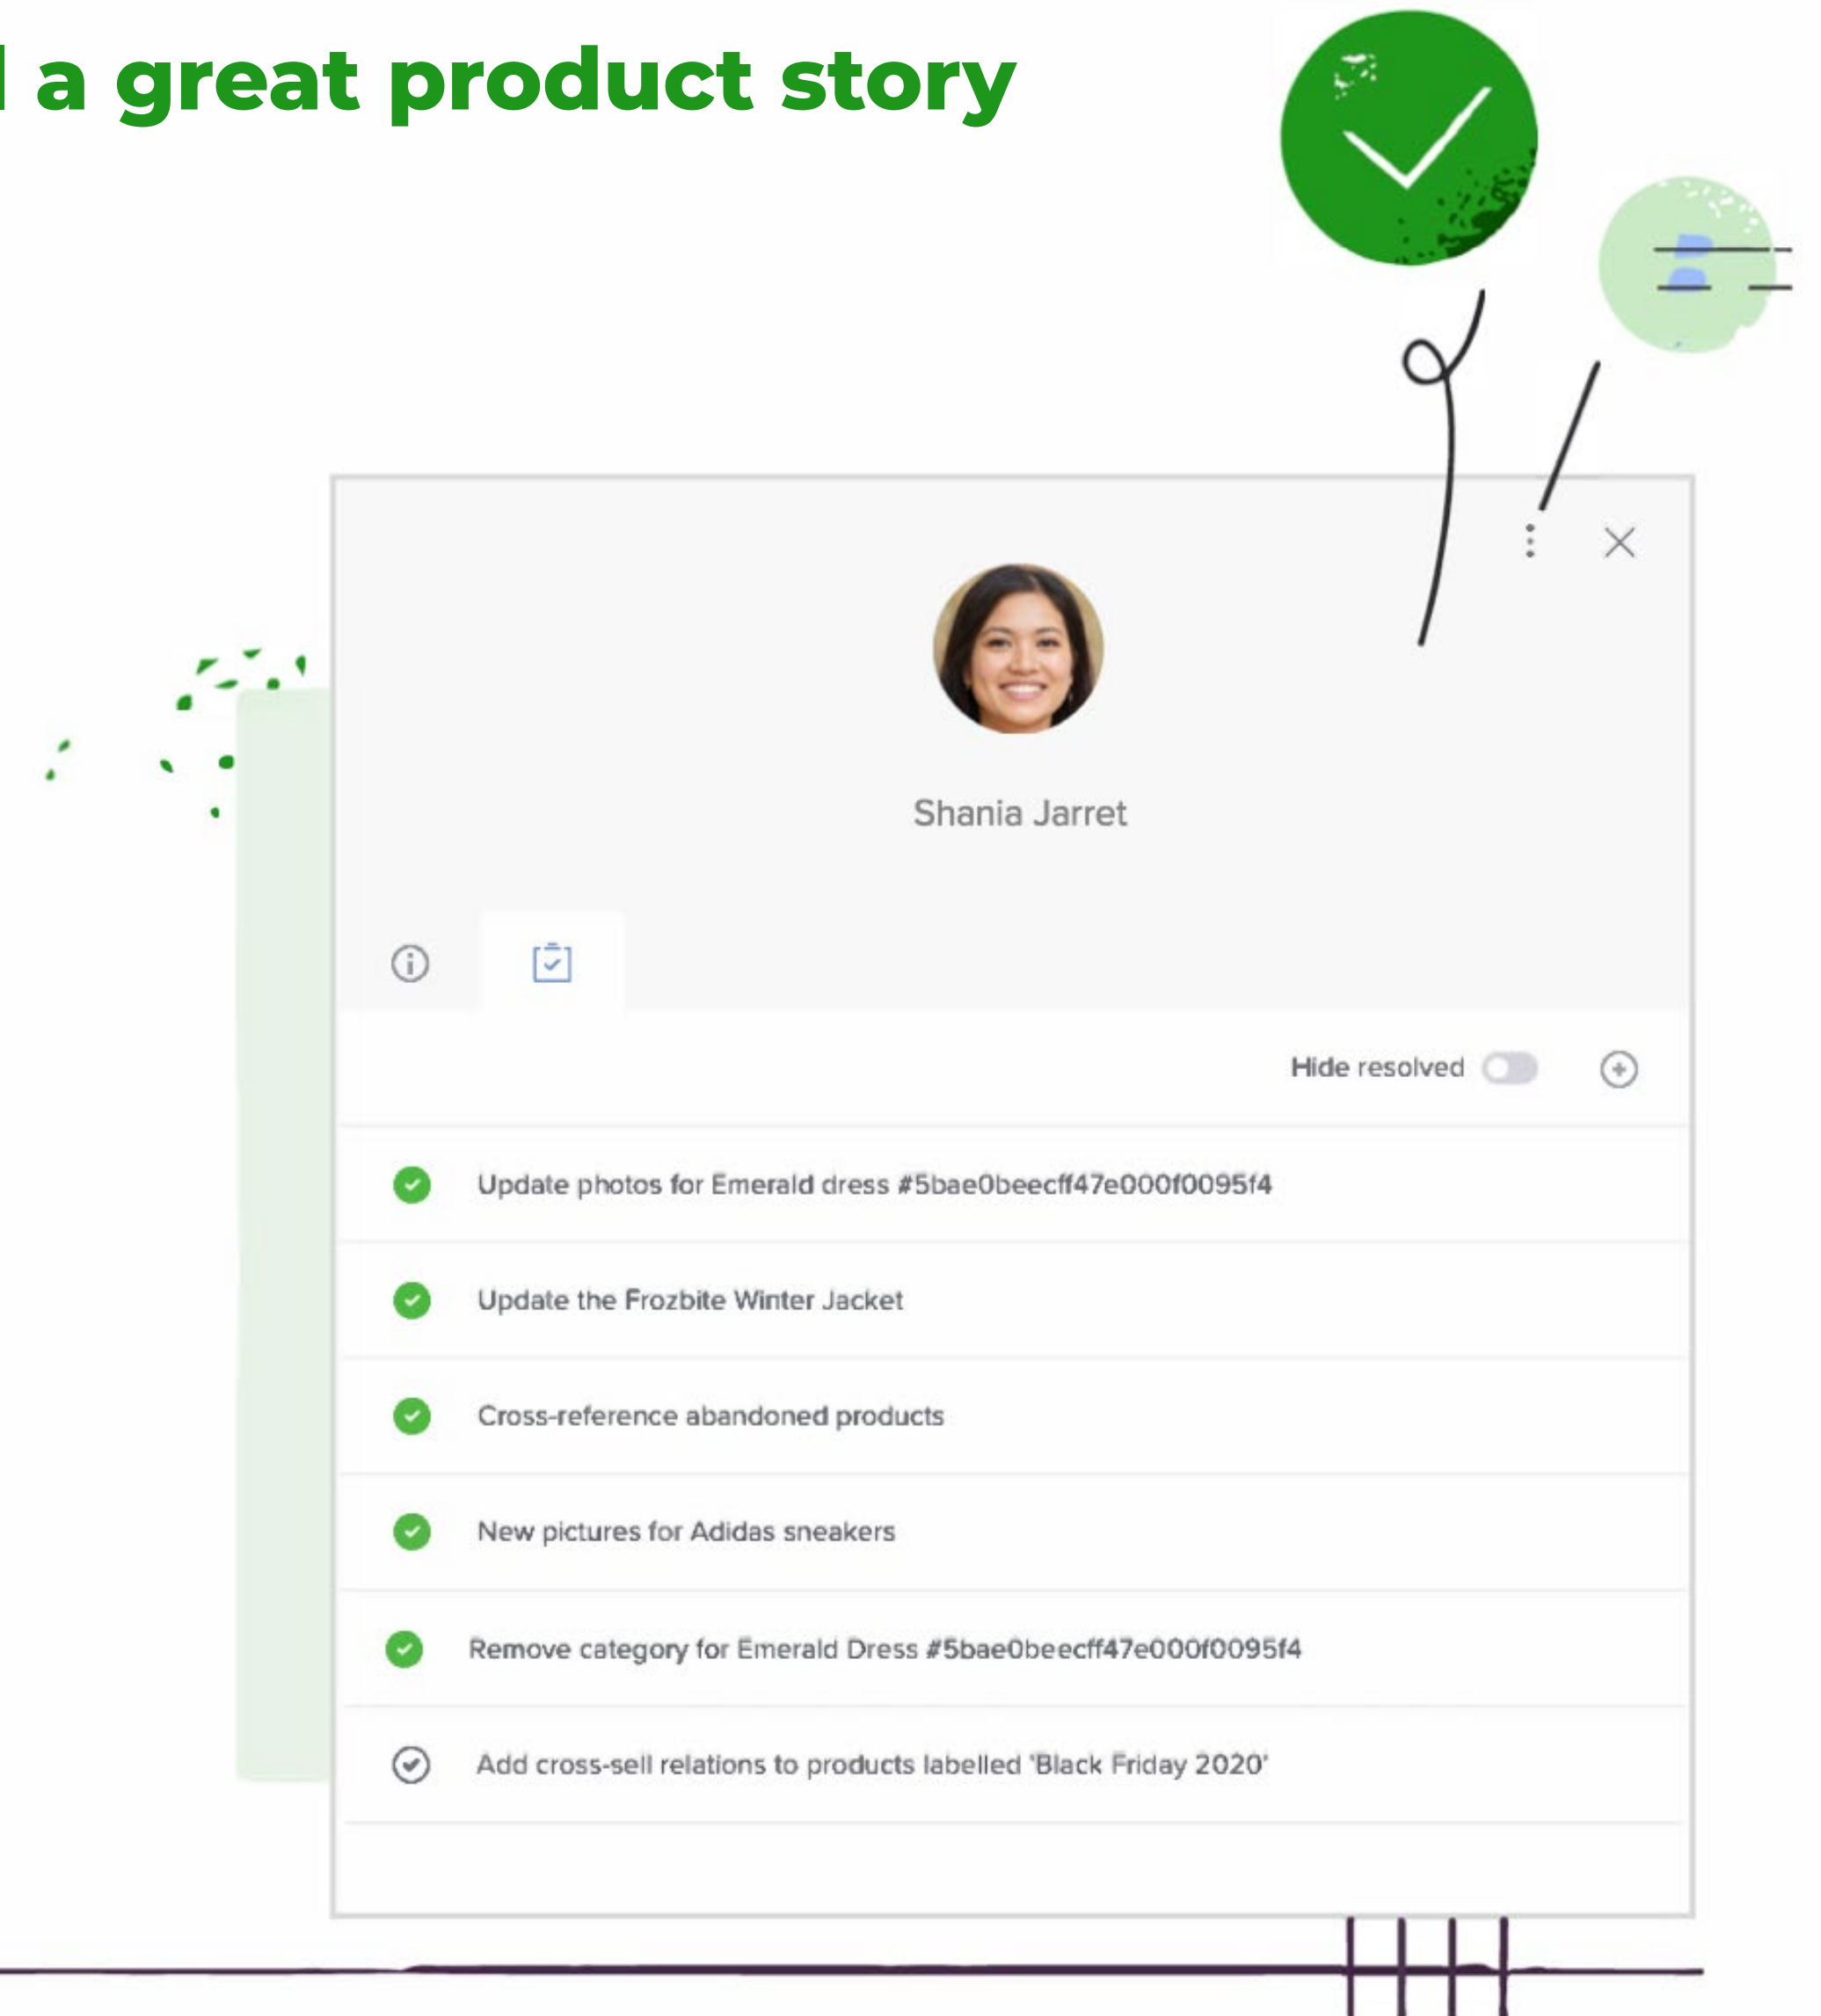 a great product story
Shania Jarret
Hide resolved
Update photos for Emerald dress #5bae0beecff47e000f0095f4
Update the Frozbite Winter Jacket
Cross-reference abandoned products
New pictures for Adidas sneakers
Remove category for Emerald Dress #5bae0beecff47e000f0095f4
Add cross-sell relations to products labelled 'Black Friday 2020'